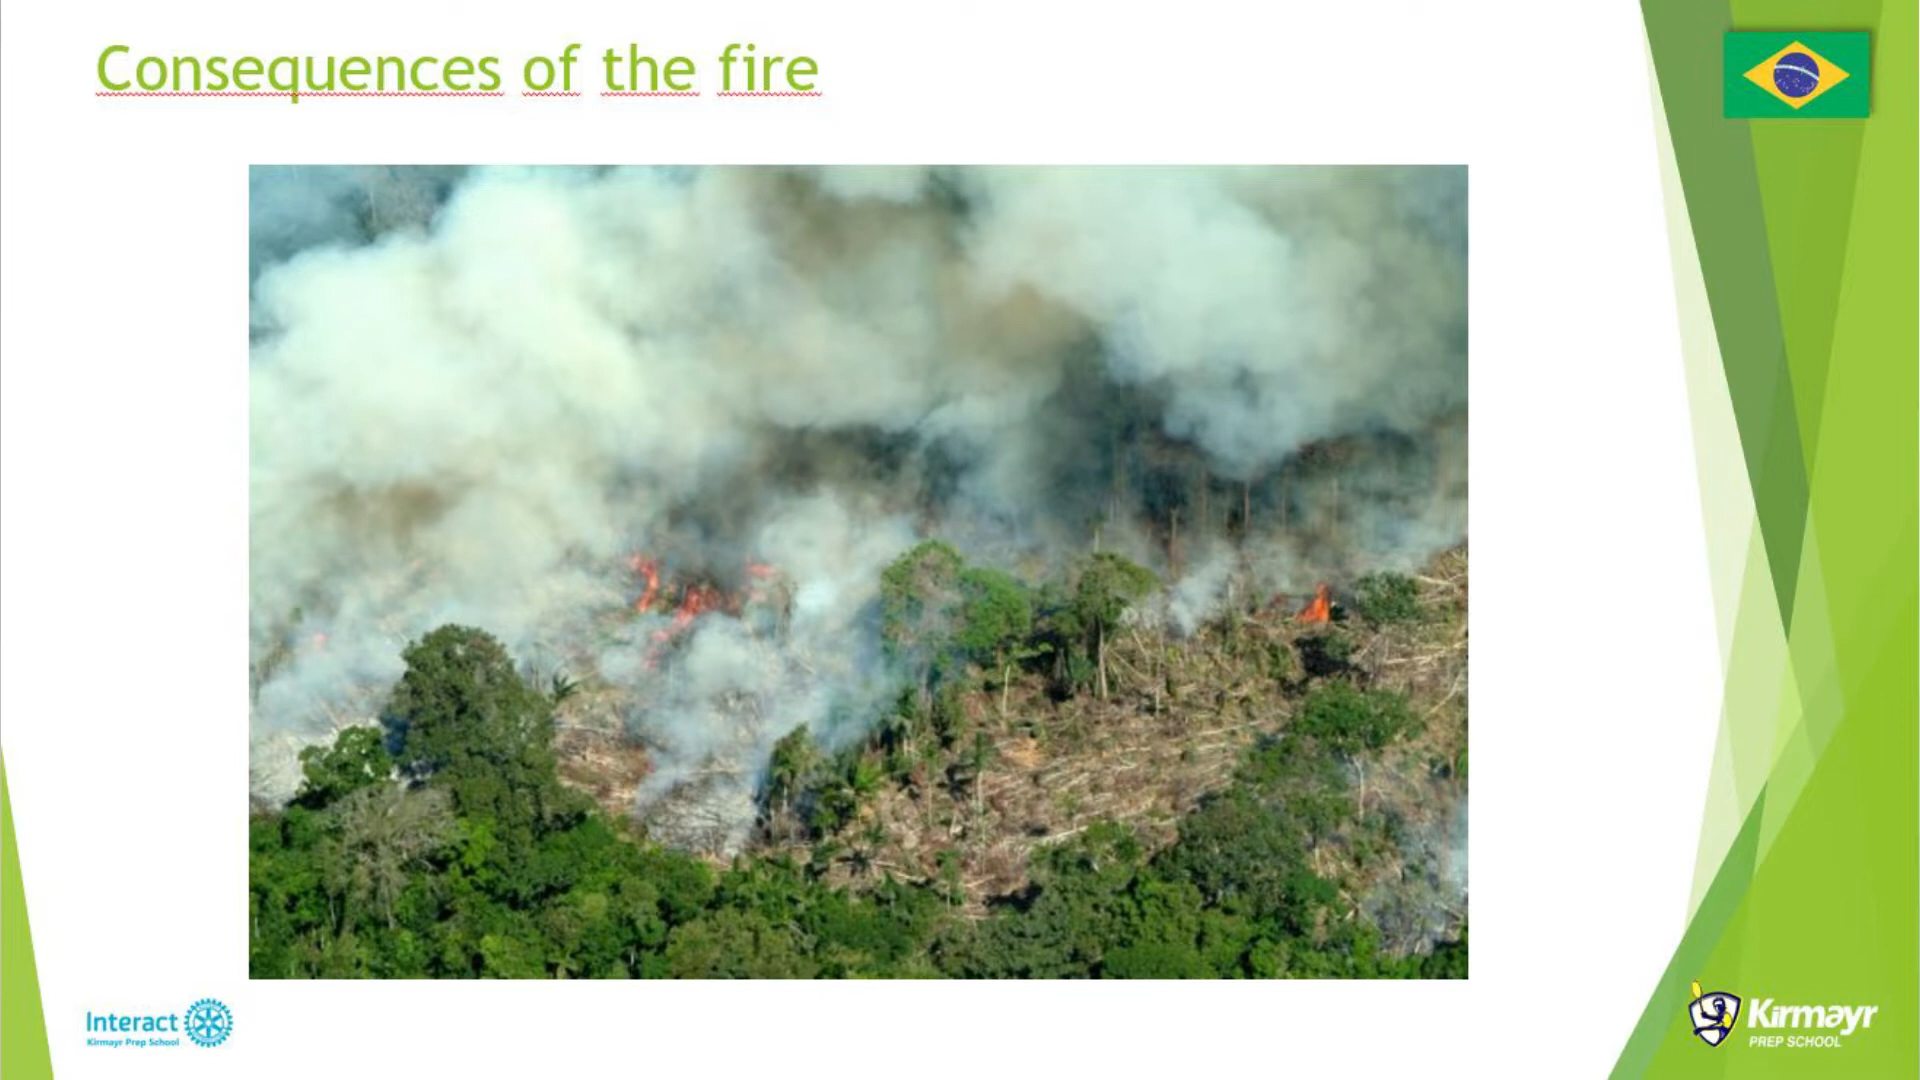 Consequences of the fire
Interact
Kirmayr Prep School
Kirmayr
PREP SCHOOL